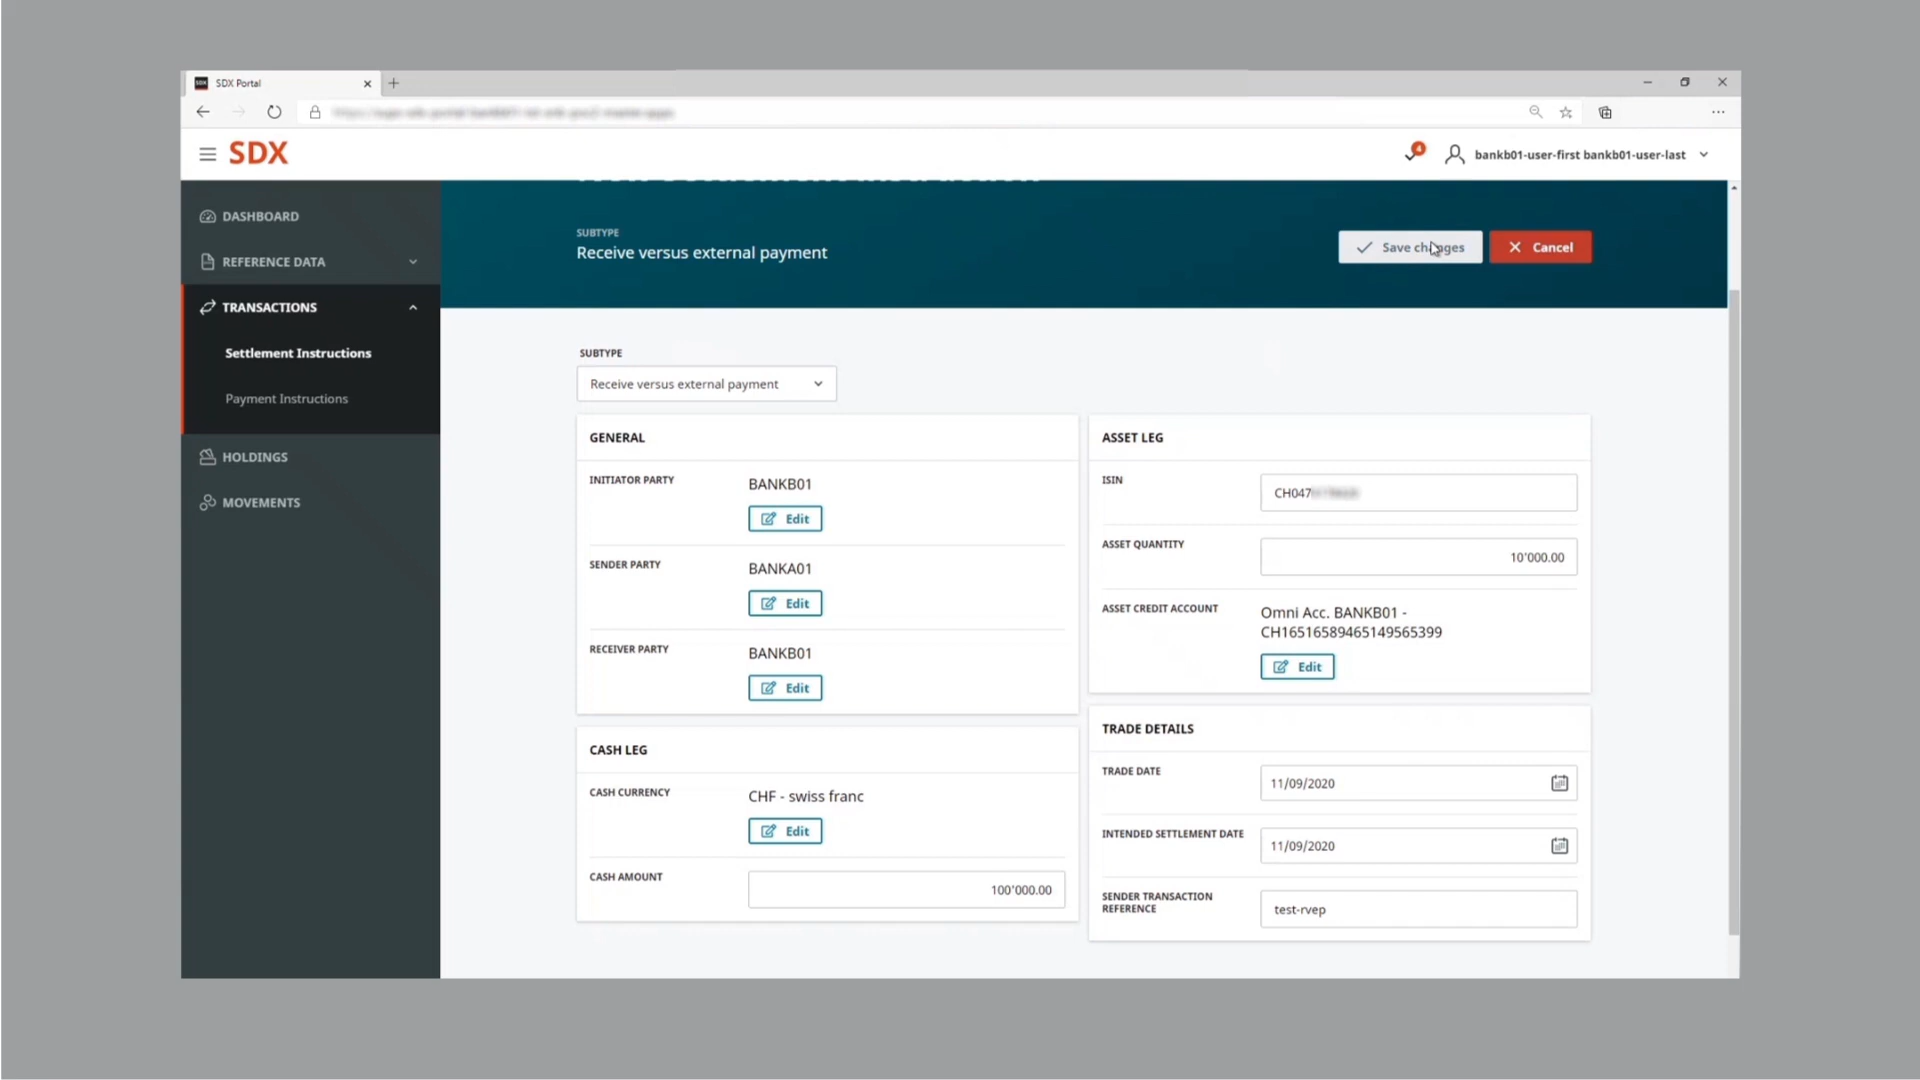 SDX Portal
SDX
4
bankb01-user-first bankb01-user-last
DASHBOARD
REFERENCE DATA
TRANSACTIONS
Settlement Instructions
Payment Instructions
HOLDINGS
MOVEMENTS
SUBTYPE
Receive versus external payment
Save changes
Cancel
SUBTYPE
Receive versus external payment
GENERAL
INITIATOR PARTY
BANKB01
Edit
SENDER PARTY
BANKA01
Edit
RECEIVER PARTY
BANKB01
Edit
CASH LEG
CASH CURRENCY
CHF - swiss franc
Edit
CASH AMOUNT
100'000.00
ASSET LEG
ISIN
CH047
ASSET QUANTITY
10'000.00
ASSET CREDIT ACCOUNT
Omni Acc. BANKB01 -
CH16516589465149565399
Edit
TRADE DETAILS
TRADE DATE
11/09/2020
INTENDED SETTLEMENT DATE
11/09/2020
SENDER TRANSACTION
REFERENCE
test-rvep